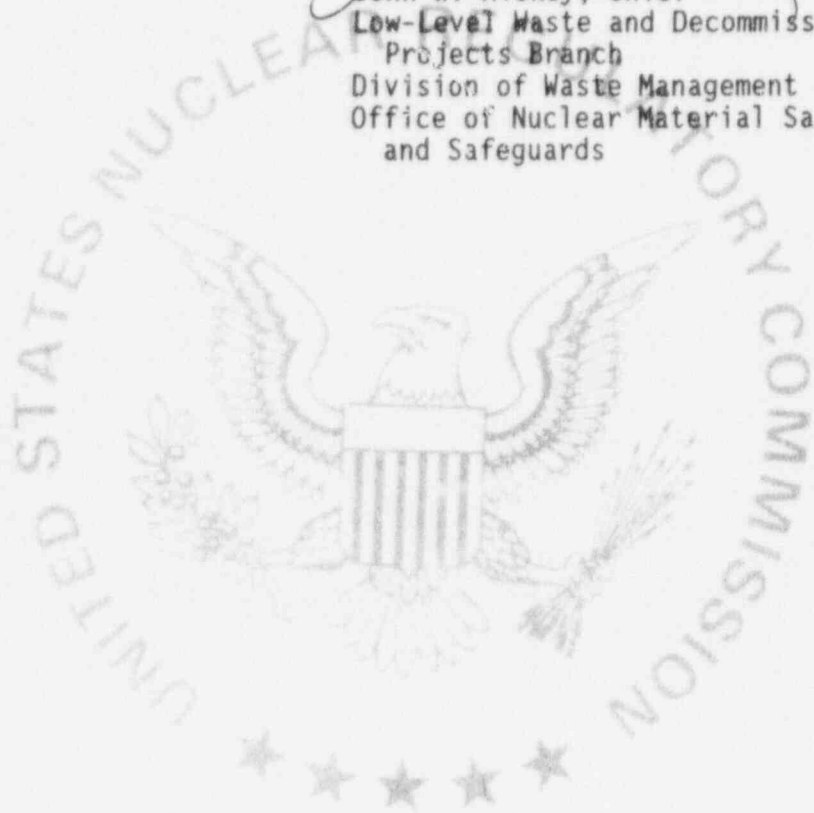 Low-Level Waste and Decommiss
Projects Branch
Division of Waste Management
Office of Nuclear Material Sa
and Safeguards
UNITED STATES NUCLEAR REGULATORY COMMISSION